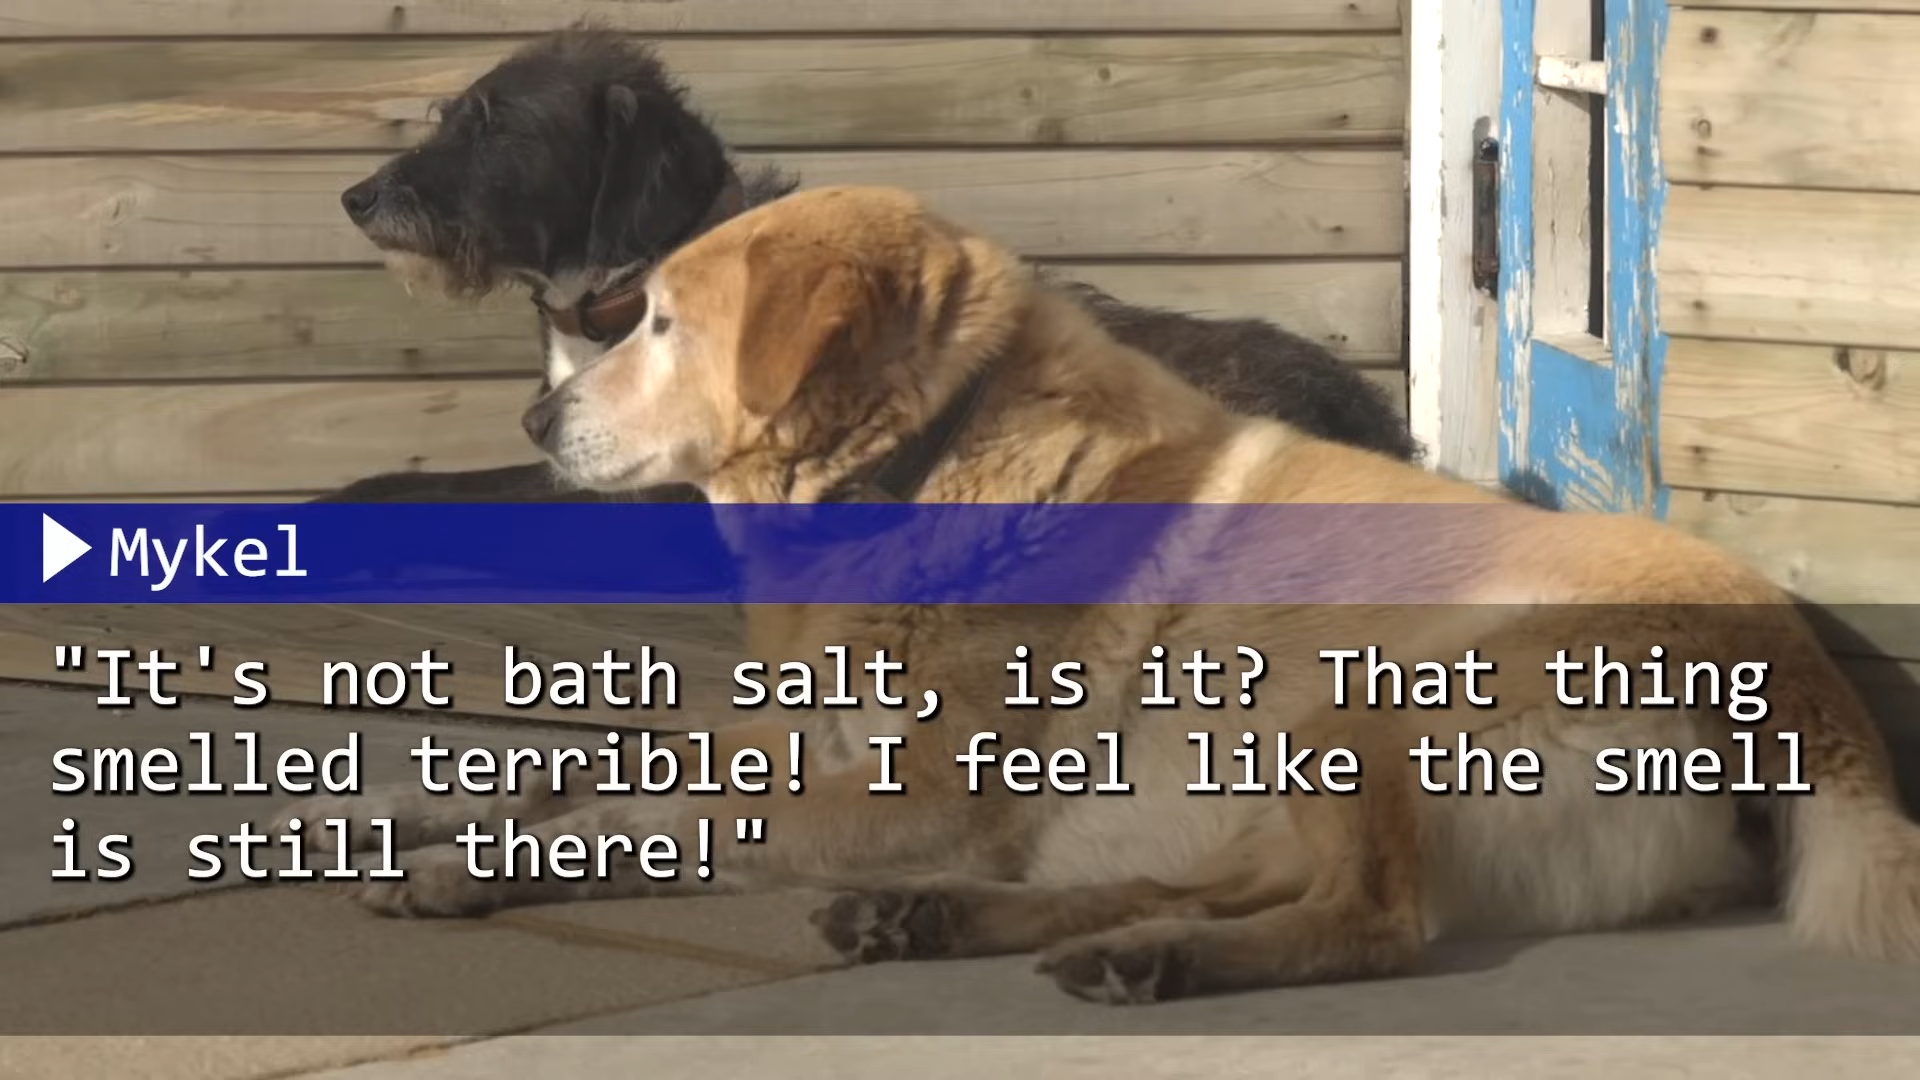 Mykel
"It's not bath salt, is it? That thing
smelled terrible! I feel like the smell
is still there!"